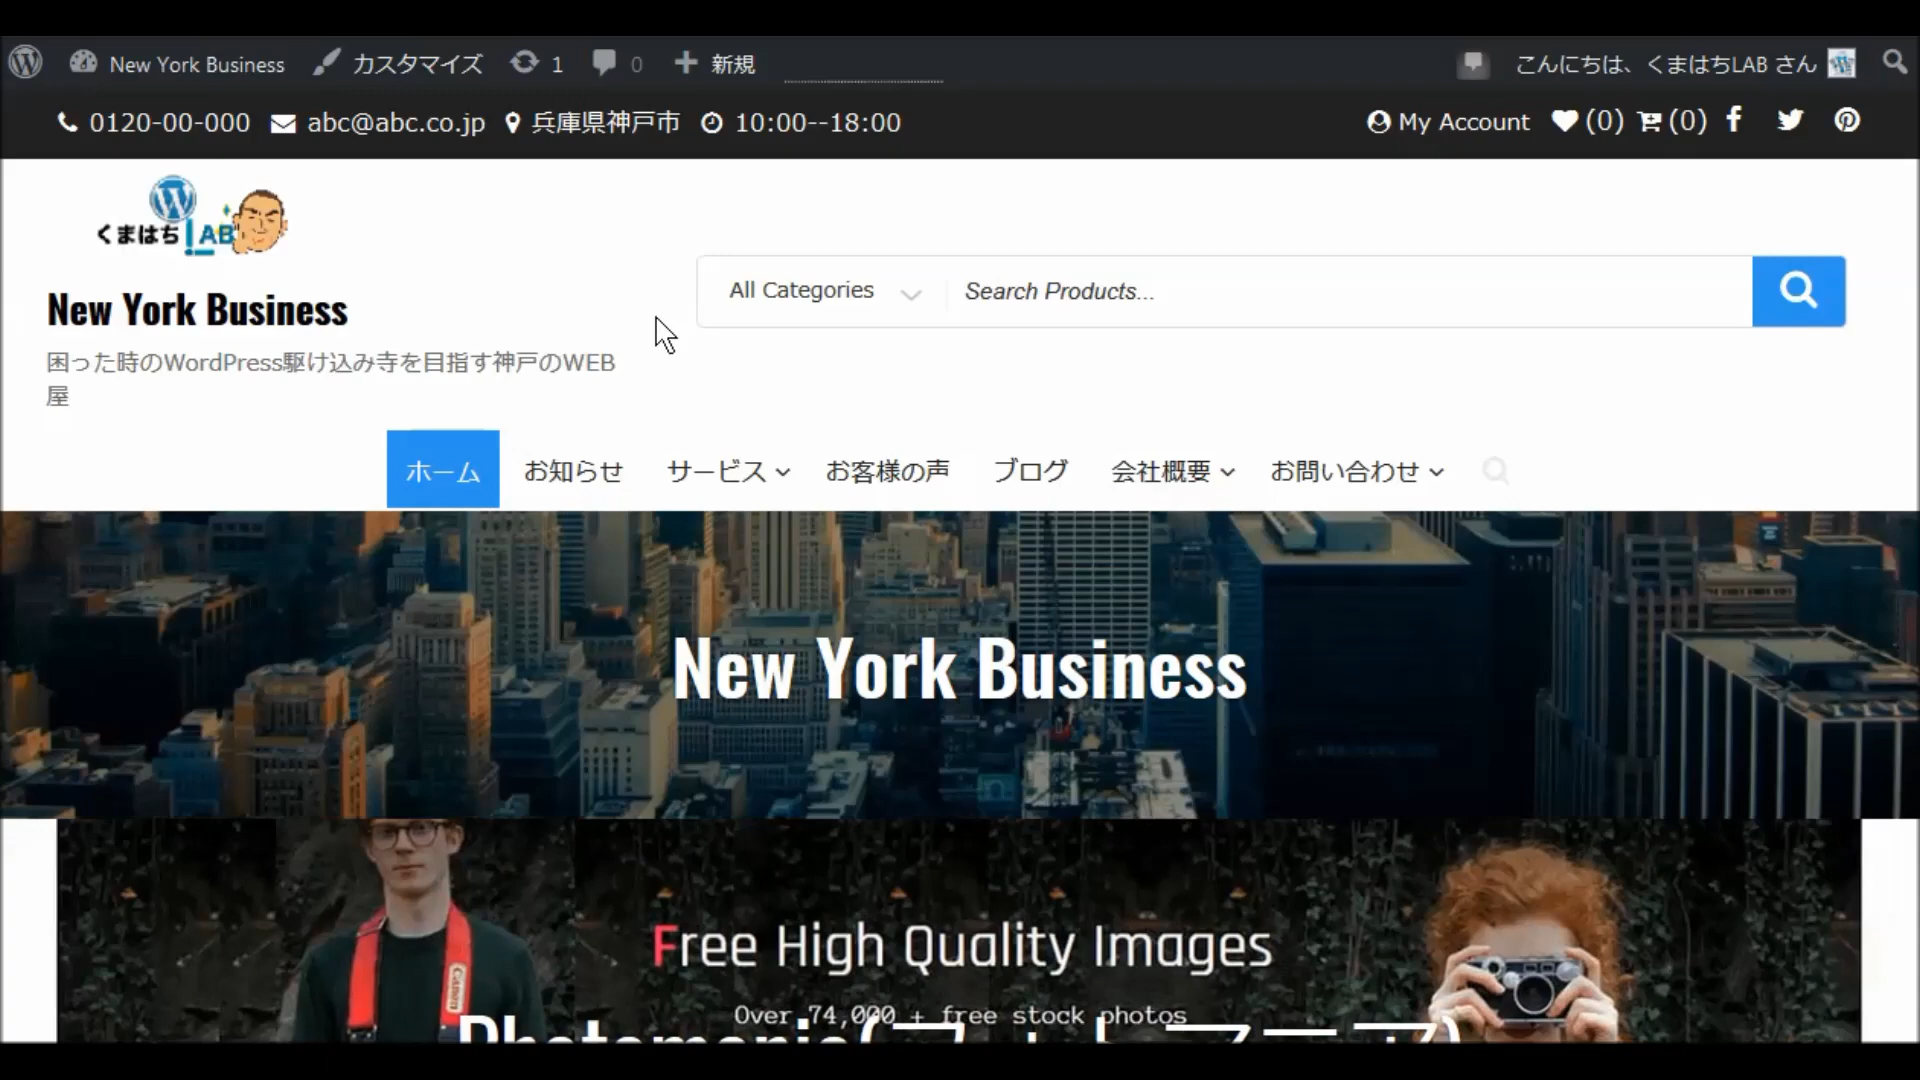 New York Business カスタマイズ 1 0 新規 こんにちは、くまはちLAB さん
0120-00-000 abc@abc.co.jp 兵庫県神戸市 10:00--18:00 My Account (0) (0)
くまはち LAB
All Categories Search Products...
New York Business
困った時のWordPress駆け込み寺を目指す神戸のWEB
屋
ホーム お知らせ サービス お客様の声 ブログ 会社概要 お問い合わせ
New York Business
Free High Quality Images
Over 74,000 + free stock photos
Canon